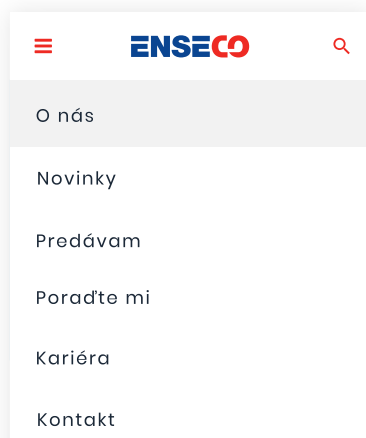 ENSECO
O nás
Novinky
Predávam
Poraďte mi
Kariéra
Kontakt